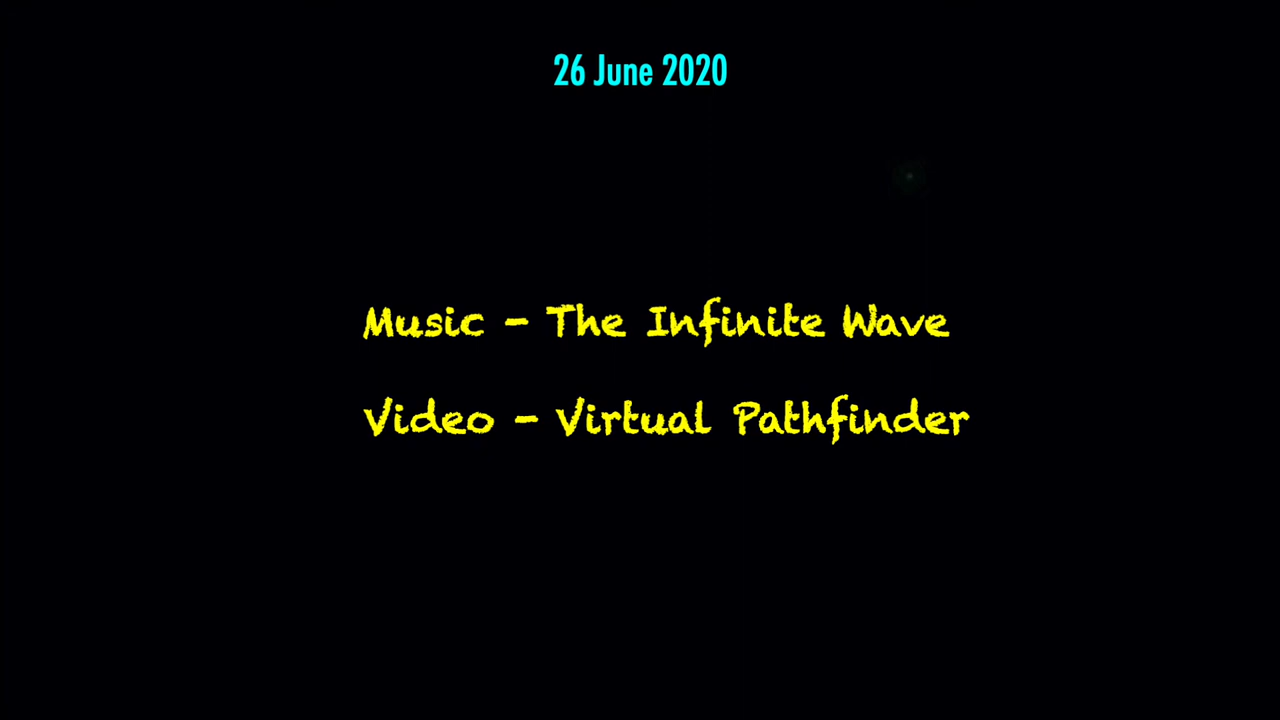 26 June 2020
Music - The Infinite Wave
Video - Virtual Pathfinder